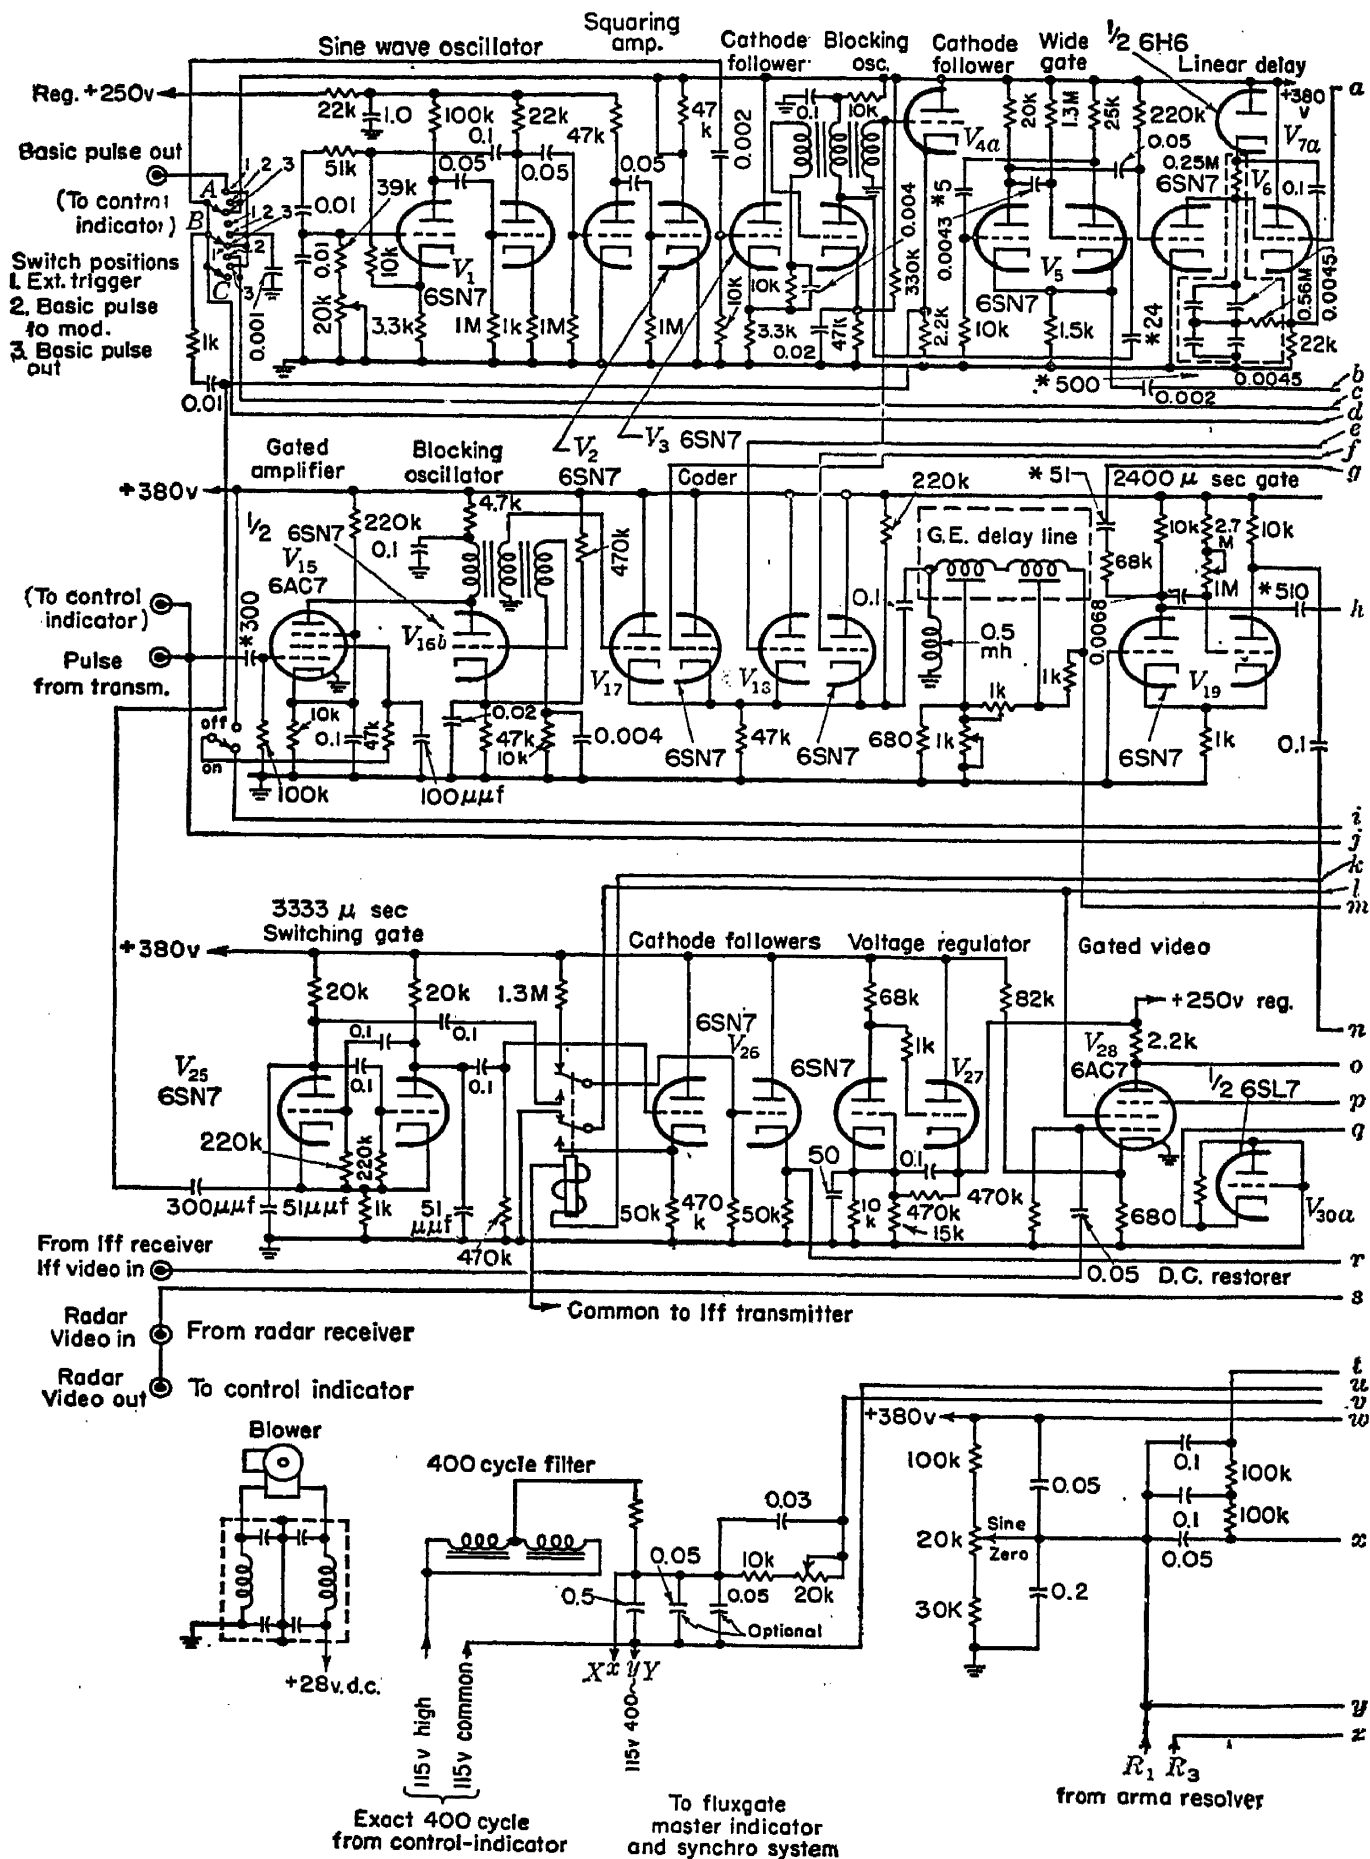 Sine wave oscillator
Squaring
amp.
Cathode
follower
Blocking
osc.
Cathode
follower
Wide
gate
1/2 6H6
Linear delay
Reg. +250v
22k
1.0
100k
0.1
22k
47k
47
k
0.002
0.1
10k
V4a
20k
1.3M
25k
220k
0.05
+380
v
V7a
a
Basic pulse out
(To control
indicator)
A
B
C
1
2
3
1
2
3
1
2
3
51k
39k
0.05
0.05
0.05
0.004
*5
0.25M
6SN7
V6
0.1
Switch positions
1. Ext. trigger
2. Basic pulse
to mod.
3. Basic pulse
out
0.01
0.01
20k
10k
V1
6SN7
3.3k
1M
1k
1M
1M
10k
10k
3.3k
0.02
47k
330k
2.2k
0.0043
10k
V5
6SN7
1.5k
*24
0.56M
0.0045
22k
0.001
1k
0.01
*500
0.0045
0.002
b
c
d
e
f
g
V2
6SN7
V3 6SN7
Gated
amplifier
Blocking
oscillator
Coder
+380v
4.7k
220k
0.1
1/2 6SN7
V15
6AC7
V16b
470k
220k
*51
2400 μ sec gate
G.E. delay line
10k
2.7
M
10k
68k
1M
*510
h
(To control
indicator)
Pulse
from transm.
*300
V17
6SN7
V18
6SN7
0.1
0.5
mh
0.0068
V19
6SN7
1k
1k
1k
680
1k
0.1
off
on
10k
0.1
47k
100k
100μμf
0.02
47k
10k
0.004
47k
i
j
k
l
m
3333 μ sec
Switching gate
Cathode followers
Voltage regulator
Gated video
+380v
20k
20k
1.3M
68k
82k
+250v reg.
n
0.1
0.1
0.1
0.1
6SN7
V26
1k
6SN7
V27
V28
6AC7
2.2k
o
V25
6SN7
1/2 6SL7
p
q
220k
220k
300μμf
51μμf
1k
51
μμf
470k
50k
470
k
50k
50
10
k
0.1
470k
15k
470k
680
V30a
From Iff receiver
Iff video in
0.05
D.C. restorer
r
s
Common to Iff transmitter
Radar
Video in
From radar receiver
Radar
Video out
To control indicator
t
u
v
w
Blower
400 cycle filter
+380v
100k
0.05
0.1
100k
0.03
0.1
100k
20k
Sine
Zero
0.05
x
0.05
10k
0.05
20k
0.5
Optional
30K
0.2
+28v.d.c.
X x y Y
115v high
115v common
115v 400~
y
z
R1 R3
from arma resolver
Exact 400 cycle
from control-indicator
To fluxgate
master indicator
and synchro system